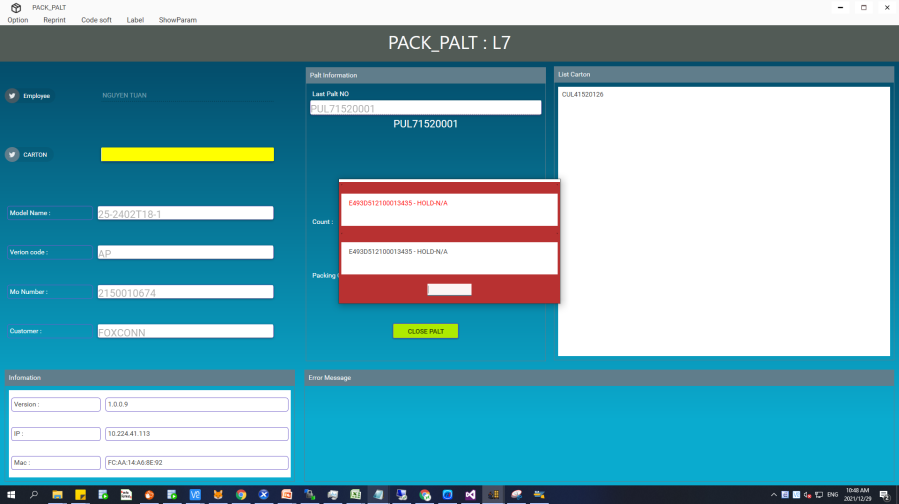 PACK_PALT
Option Reprint Code soft Label ShowParam
PACK_PALT : L7
Palt Information
List Carton
Employee
NGUYEN TUAN
Last Palt NO
PUL71520001
PUL71520001
CUL41520126
CARTON
Model Name :
25-2402T18-1
Count :
E493D512100013435 - HOLD-N/A
E493D512100013435 - HOLD-N/A
Verion code :
AP
Packing
Mo Number :
2150010674
Customer :
FOXCONN
CLOSE PALT
Infomation
Error Message
Version :
1.0.0.9
IP :
10.224.41.113
Mac :
FC:AA:14:A6:8E:92
ENG
10:48 AM
2021/12/29